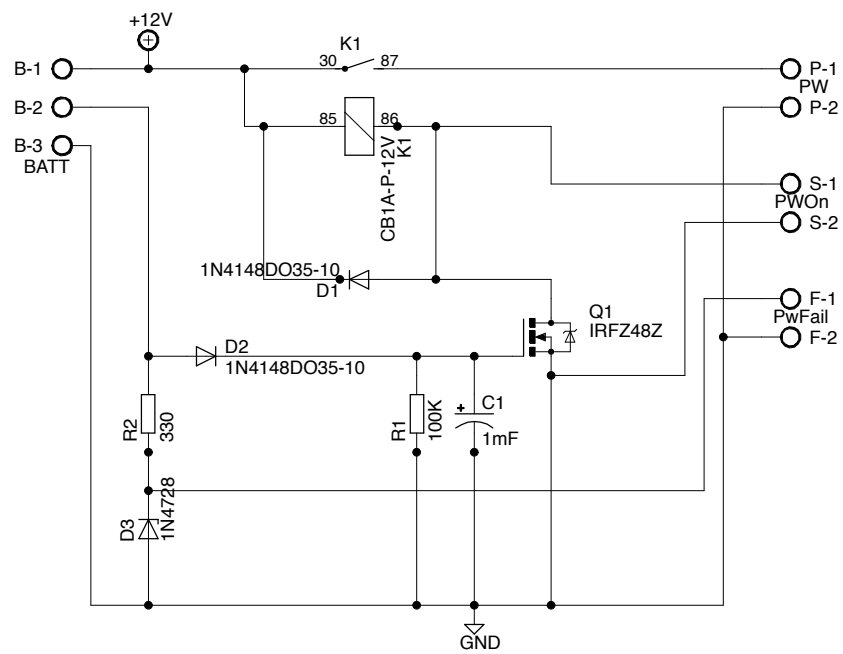 +12V
K1
B-1
30
87
P-1
PW
B-2
P-2
85
86
B-3
BATT
K1
CB1A-P-12V
S-1
PWOn
S-2
1N4148DO35-10
D1
F-1
PwFail
F-2
Q1
IRFZ48Z
D2
1N4148DO35-10
R2
330
R1
100K
+
C1
1mF
D3
1N4728
GND